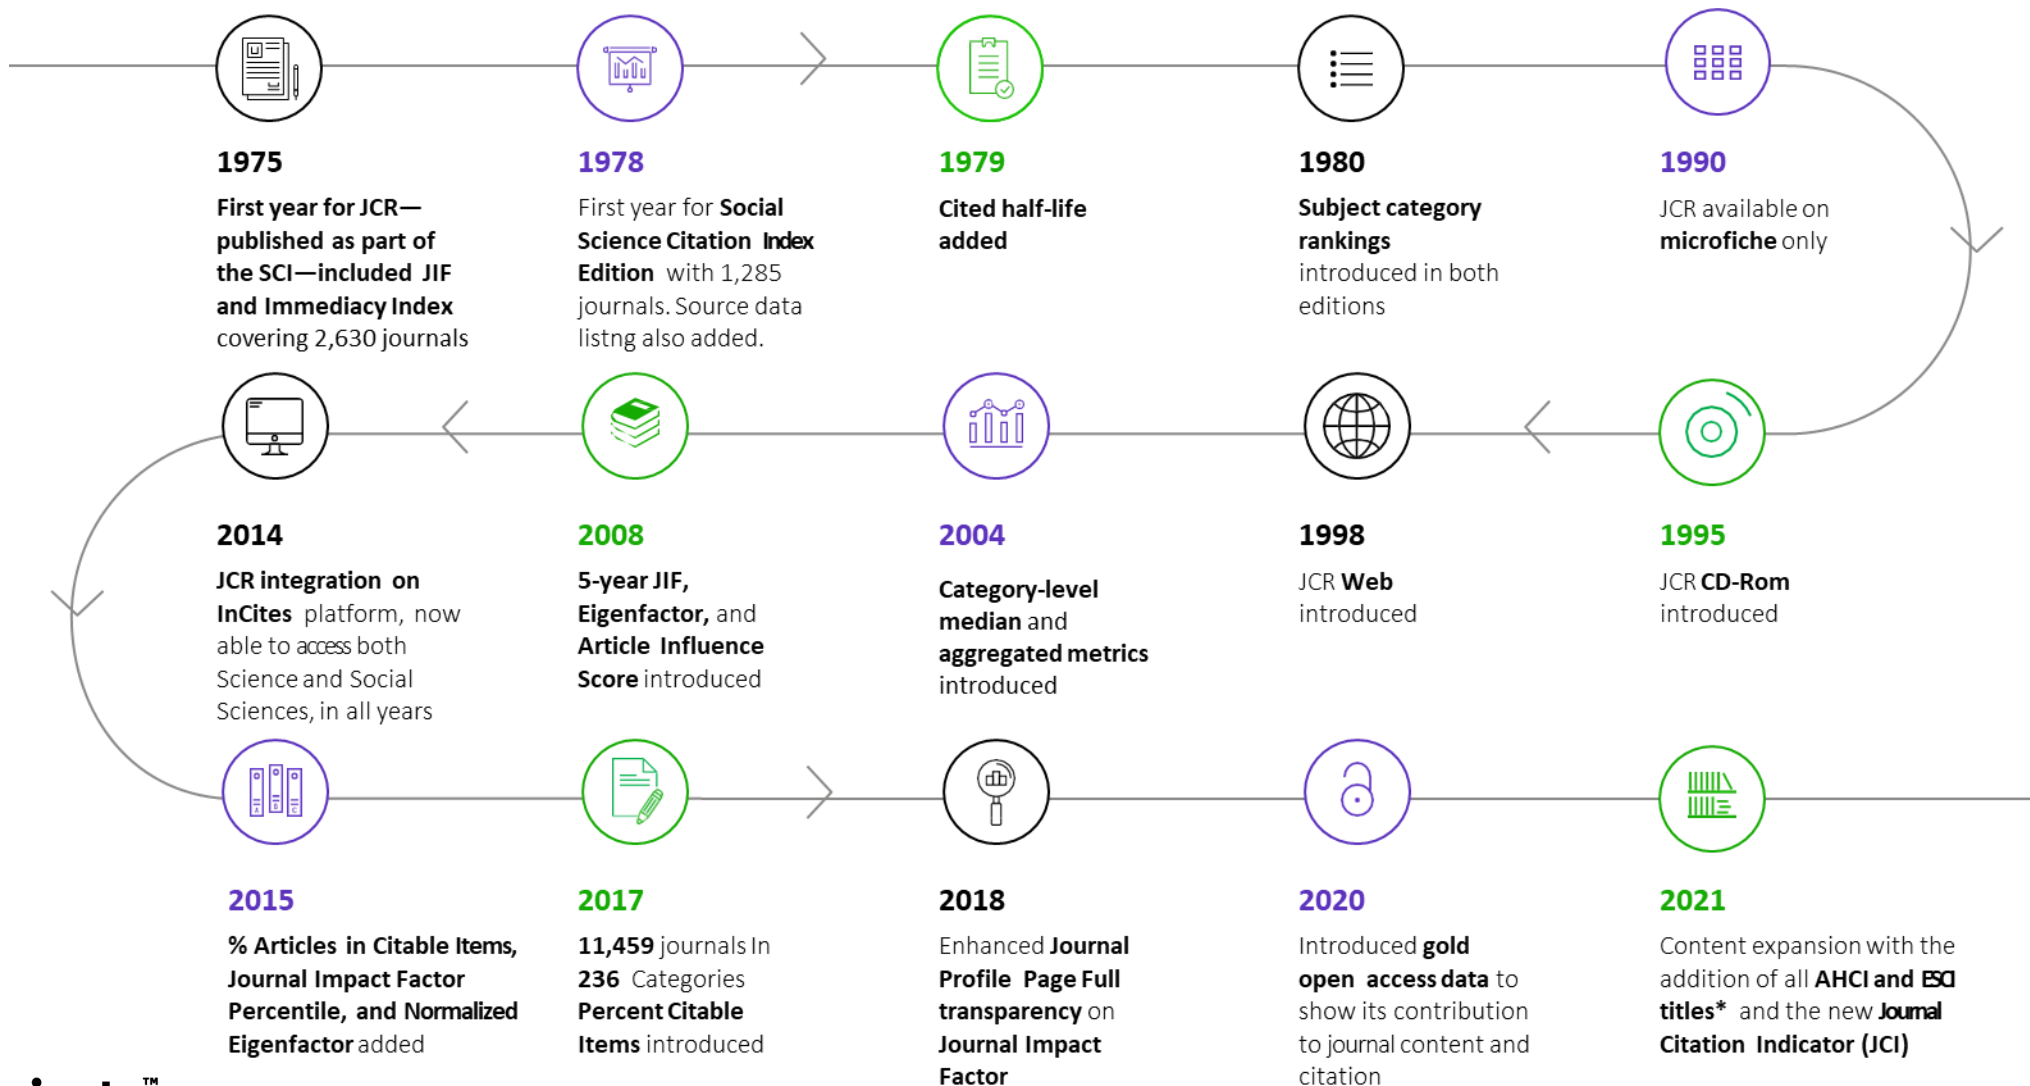 1975
First year for JCR—
published as part of
the SCI—included JIF
and Immediacy Index
covering 2,630 journals
1978
First year for Social
Science Citation Index
Edition with 1,285
journals. Source data
listng also added.
1979
Cited half-life
added
1980
Subject category
rankings
introduced in both
editions
1990
JCR available on
microfiche only
1995
JCR CD-Rom
introduced
1998
JCR Web
introduced
2004
Category-level
median and
aggregated metrics
introduced
2008
5-year JIF,
Eigenfactor, and
Article Influence
Score introduced
2014
JCR integration on
InCites platform, now
able to access both
Science and Social
Sciences, in all years
2015
% Articles in Citable Items,
Journal Impact Factor
Percentile, and Normalized
Eigenfactor added
2017
11,459 journals In
236 Categories
Percent Citable
Items introduced
2018
Enhanced Journal
Profile Page Full
transparency on
Journal Impact
Factor
2020
Introduced gold
open access data to
show its contribution
to journal content and
citation
2021
Content expansion with the
addition of all AHCI and ESCI
titles* and the new Journal
Citation Indicator (JCI)
™